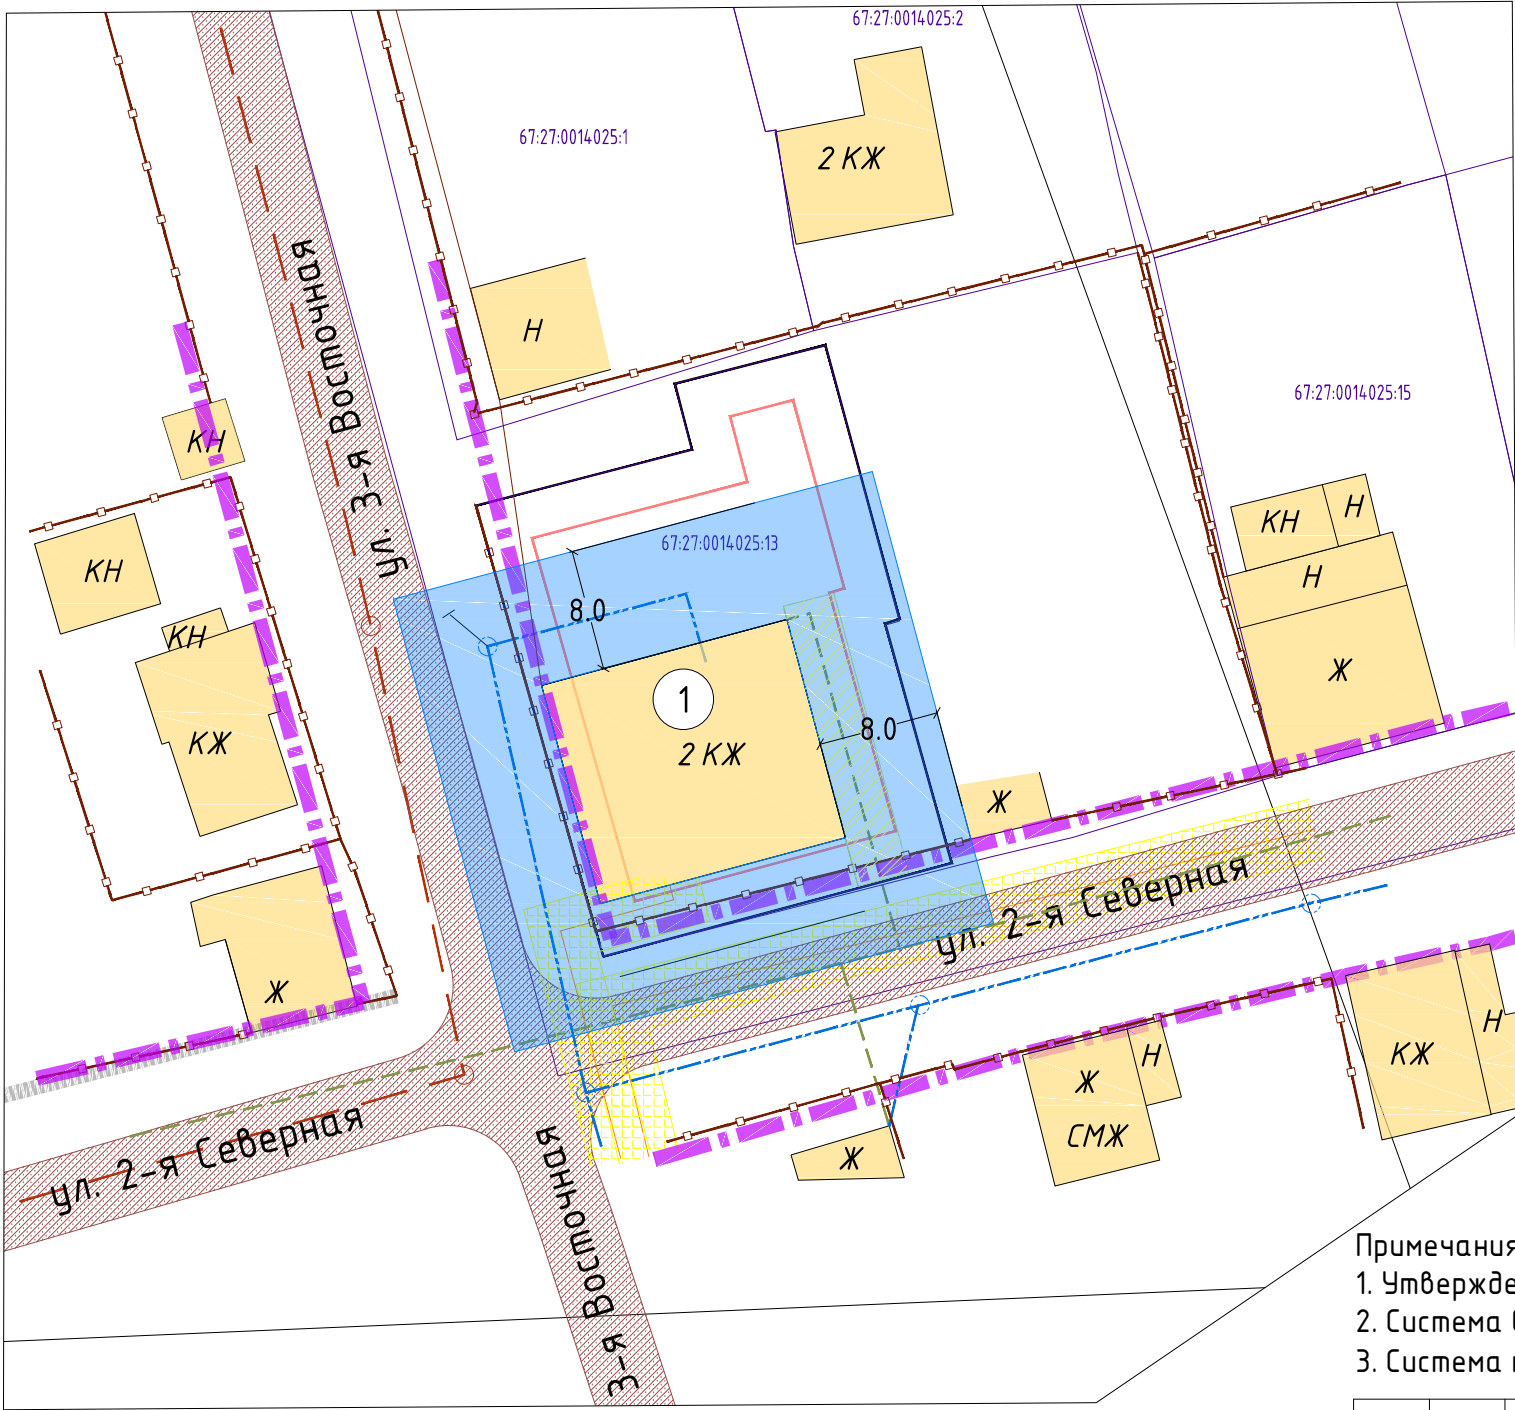 67:27:0014025:2
67:27:0014025:1
2 КЖ
ул. 3-я Восточная
Н
67:27:0014025:15
КН
КН
Н
КН
67:27:0014025:13
Н
КН
8.0
Ж
1
8.0
КЖ
2 КЖ
Ж
ул. 2-я Северная
Ж
Н
КЖ
Н
Ж
СМЖ
ул. 2-я Северная
Ж
3-я Восточная
Примечания
1. Утвержде
2. Система
3. Система